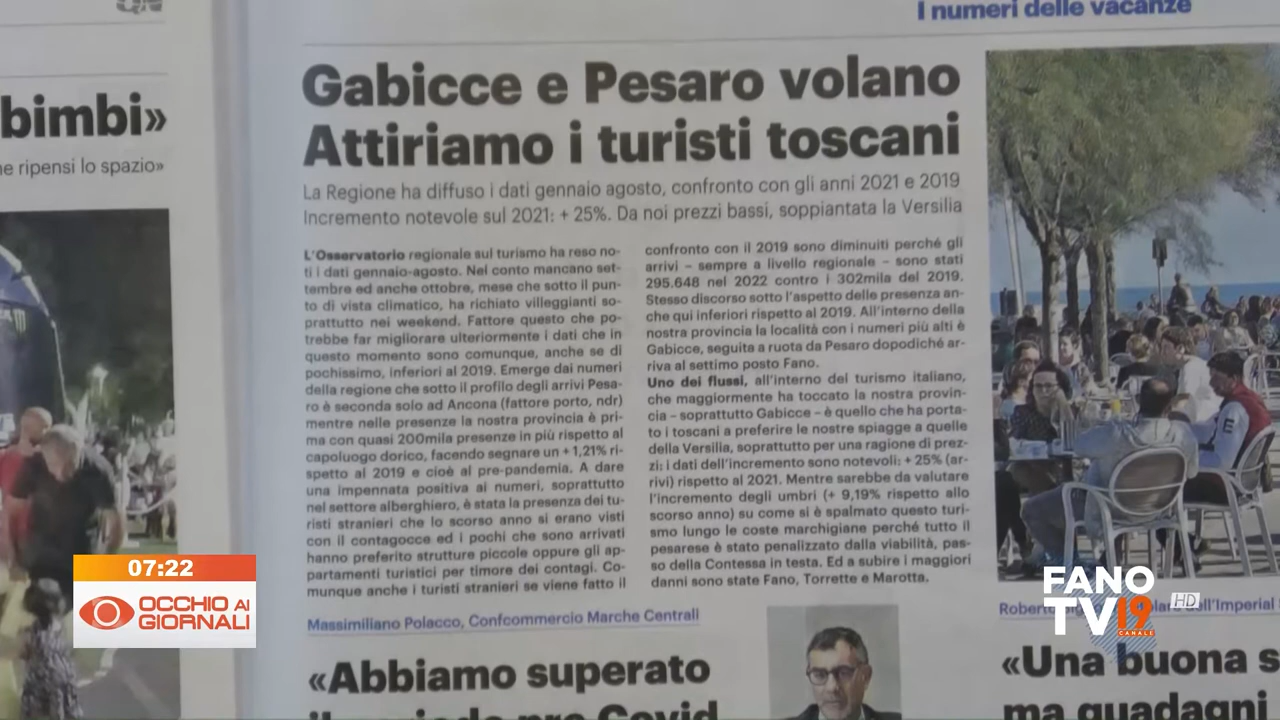 I numeri delle vacanze
bimbi»
ne ripensi lo spazio»
Gabicce e Pesaro volano
Attiriamo i turisti toscani
La Regione ha diffuso i dati gennaio agosto, confronto con gli anni 2021 e 2019
Incremento notevole sul 2021: + 25%. Da noi prezzi bassi, soppiantata la Versilia
L'Osservatorio regionale sul turismo ha reso no-
ti i dati gennaio-agosto. Nel conto mancano set-
tembre ed anche ottobre, mese che sotto il pun-
to di vista climatico, ha richiato villeggianti so-
prattutto nei weekend. Fattore questo che po-
trebbe far migliorare ulteriormente i dati che in
questo momento sono comunque, anche se di
pochissimo, inferiori al 2019. Emerge dai numeri
della regione che sotto il profilo degli arrivi Pesa-
ro è seconda solo ad Ancona (fattore porto, ndr)
mentre nelle presenze la nostra provincia è pri-
ma con quasi 200mila presenze in più rispetto al
capoluogo dorico, facendo segnare un + 1,21% ri-
spetto al 2019 e cioè al pre-pandemia. A dare
una impennata positiva ai numeri, soprattutto
nel settore alberghiero, è stata la presenza dei tu-
risti stranieri che lo scorso anno si erano visti
con il contagocce ed i pochi che sono arrivati
hanno preferito strutture piccole oppure gli ap-
partamenti turistici per timore dei contagi. Co-
munque anche i turisti stranieri se viene fatto il
confronto con il 2019 sono diminuiti perché gli
arrivi – sempre a livello regionale – sono stati
295.648 nel 2022 contro i 302mila del 2019.
Stesso discorso sotto l'aspetto delle presenza an-
che qui inferiori rispetto al 2019. All'interno della
nostra provincia la località con i numeri più alti è
Gabicce, seguita a ruota da Pesaro dopodiché ar-
riva al settimo posto Fano.
Uno dei flussi, all'interno del turismo italiano,
che maggiormente ha toccato la nostra provin-
cia – soprattutto Gabicce – è quello che ha porta-
to i toscani a preferire le nostre spiagge a quelle
della Versilia, soprattutto per una ragione di prez-
zi: i dati dell'incremento sono notevoli: + 25% (ar-
rivi) rispetto al 2021. Mentre sarebbe da valutare
l'incremento degli umbri (+ 9,19% rispetto allo
scorso anno) su come si è spalmato questo turi-
smo lungo le coste marchigiane perché tutto il
pesarese è stato penalizzato dalla viabilità, pas-
so della Contessa in testa. Ed a subire i maggiori
danni sono state Fano, Torrette e Marotta.
Massimiliano Polacco, Confcommercio Marche Centrali
«Abbiamo superato
il periodo pre Covid
dell'Imperial
«Una buona s
ma guadagni
07:22
OCCHIO AI
GIORNALI
FANO
TV 19
CANALE
HD